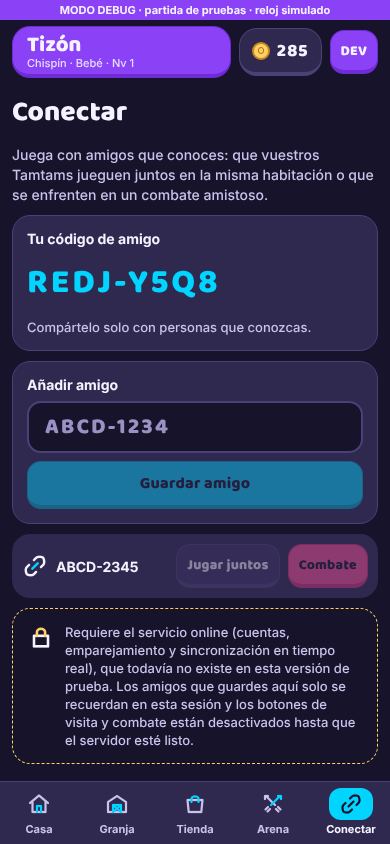 MODO DEBUG · partida de pruebas · reloj simulado
Tizón
Chispín · Bebé · Nv 1
285
DEV
Conectar
Juega con amigos que conoces: que vuestros
Tamtams jueguen juntos en la misma habitación o que
se enfrenten en un combate amistoso.
Tu código de amigo
REDJ-Y5Q8
Compártelo solo con personas que conozcas.
Añadir amigo
ABCD-1234
Guardar amigo
ABCD-2345
Jugar juntos
Combate
Requiere el servicio online (cuentas,
emparejamiento y sincronización en tiempo
real), que todavía no existe en esta versión de
prueba. Los amigos que guardes aquí solo se
recuerdan en esta sesión y los botones de
visita y combate están desactivados hasta que
el servidor esté listo.
Casa
Granja
Tienda
Arena
Conectar